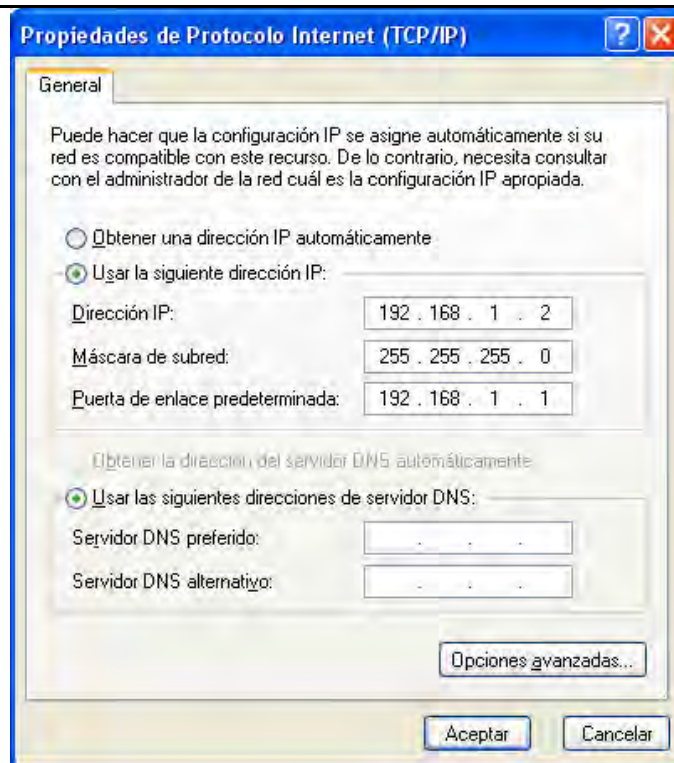 Propiedades de Protocolo Internet (TCP/IP)
General
Puede hacer que la configuración IP se asigne automáticamente si su
red es compatible con este recurso. De lo contrario, necesita consultar
con el administrador de la red cuál es la configuración IP apropiada.
Obtener una dirección IP automáticamente
Usar la siguiente dirección IP:
Dirección IP: 192 . 168 . 1 . 2
Máscara de subred: 255 . 255 . 255 . 0
Puerta de enlace predeterminada: 192 . 168 . 1 . 1
Obtener la dirección del servidor DNS automáticamente
Usar las siguientes direcciones de servidor DNS:
Servidor DNS preferido: . . .
Servidor DNS alternativo: . . .
Opciones avanzadas...
Aceptar Cancelar